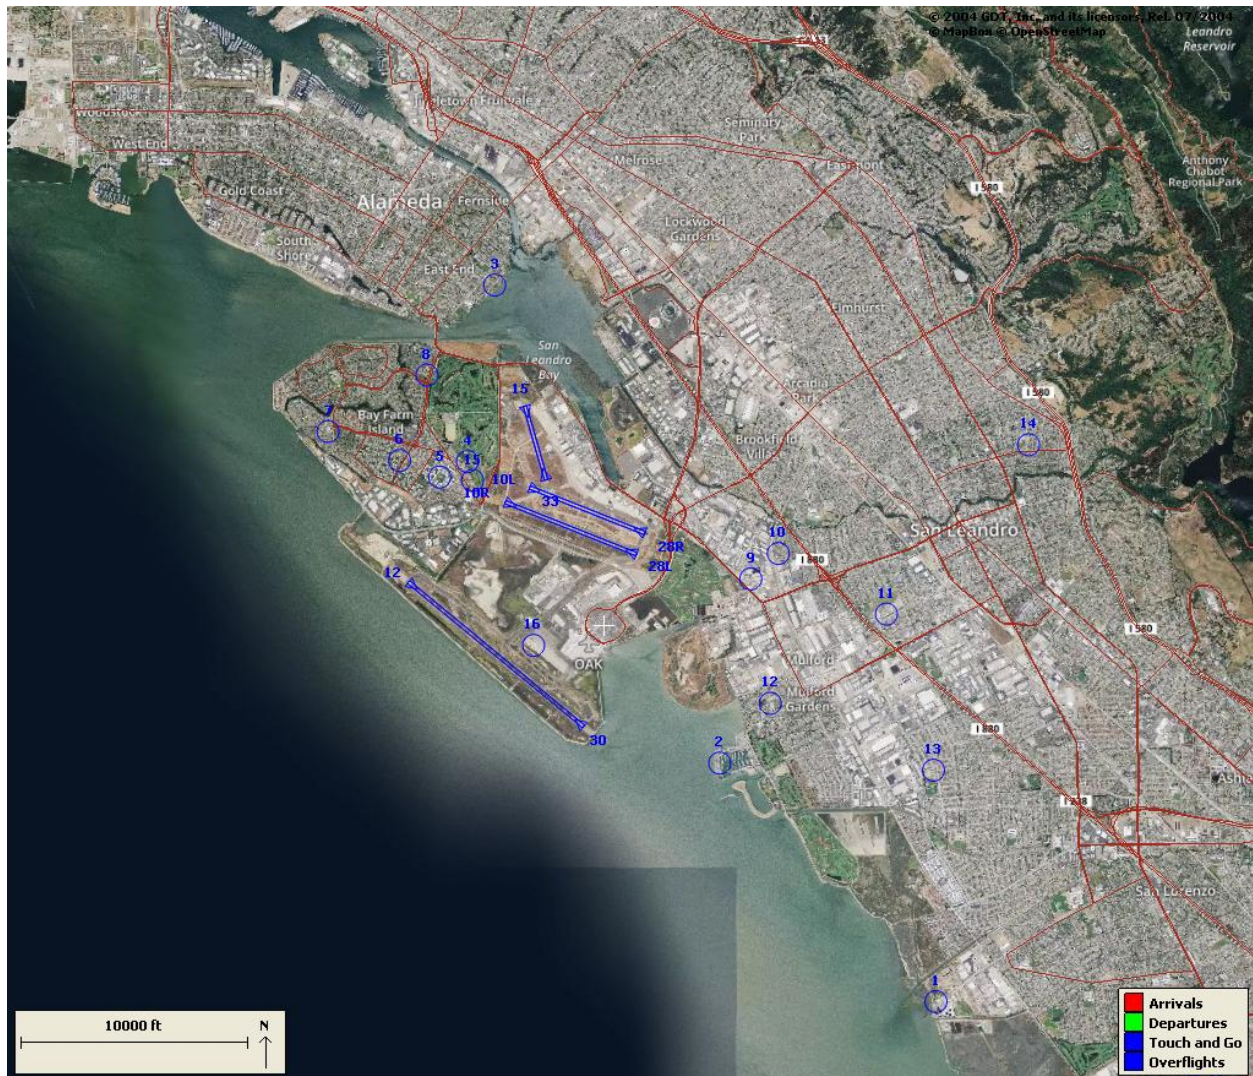 © 2004 GDT, Inc. and its licensors, Rel. 07/2004
© MapBox © OpenStreetMap
Leandro
Reservoir
Jingletown Fruitvale
Woodstock
West End
Seminary
Park
Melrose
Eastmont
Anthony
Chabot
Regional Park
I 580
Gold Coast
Alameda
Fernside
Lockwood
Gardens
South
Shore
East End
3
Elmhurst
San
Leandro
Bay
8
15
Arcadia
Park
I 580
7
Bay Farm
Island
14
Brookfield
Village
6
5
4
15
10L
10R
33
28R
28L
10
San Leandro
9
I 880
12
11
16
I 580
OAK
Mulford
12
Mulford
Gardens
30
2
I 880
13
Ash
I 238
San Lorenzo
1
10000 ft
N
Arrivals
Departures
Touch and Go
Overflights